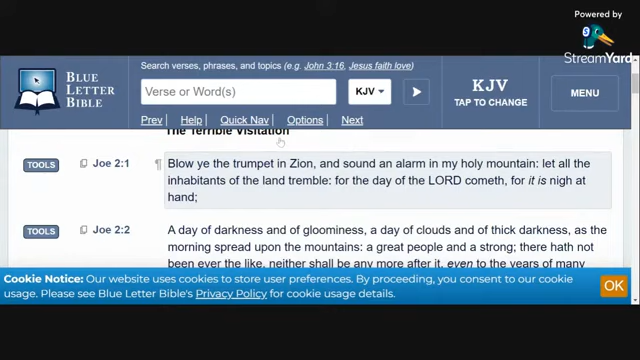 Powered by
StreamYard
BLUE
LETTER
BIBLE
Search verses, phrases, and topics (e.g. John 3:16, Jesus faith love)
Verse or Word(s)
KJV
KJV
TAP TO CHANGE
MENU
Prev Help Quick Nav Options Next
The Terrible Visitation
TOOLS Joe 2:1 ¶ Blow ye the trumpet in Zion, and sound an alarm in my holy mountain: let all the
inhabitants of the land tremble: for the day of the LORD cometh, for it is nigh at
hand;
TOOLS Joe 2:2 A day of darkness and of gloominess, a day of clouds and of thick darkness, as the
morning spread upon the mountains: a great people and a strong; there hath not
been ever the like, neither shall be any more after it, even to the years of many
Cookie Notice: Our website uses cookies to store user preferences. By proceeding, you consent to our cookie
usage. Please see Blue Letter Bible's Privacy Policy for cookie usage details.
OK